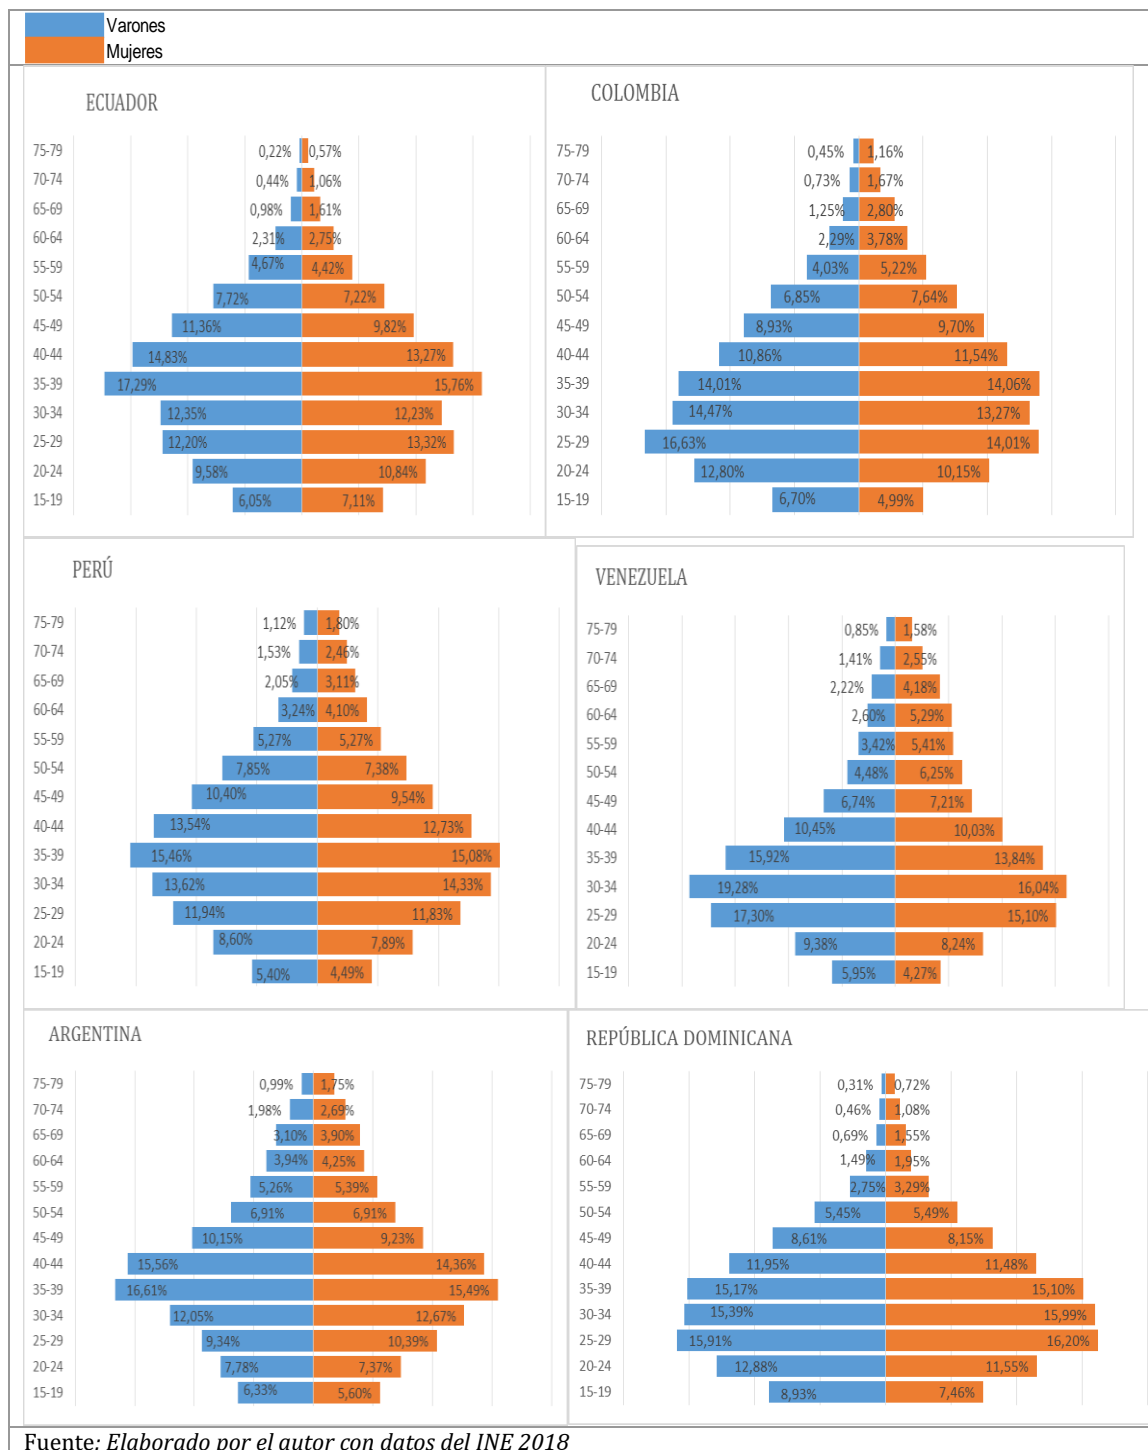 Varones
Mujeres
ECUADOR
75-79 0,22% 0,57%
70-74 0,44% 1,06%
65-69 0,98% 1,61%
60-64 2,31% 2,75%
55-59 4,67% 4,42%
50-54 7,72% 7,22%
45-49 11,36% 9,82%
40-44 14,83% 13,27%
35-39 17,29% 15,76%
30-34 12,35% 12,23%
25-29 12,20% 13,32%
20-24 9,58% 10,84%
15-19 6,05% 7,11%
COLOMBIA
75-79 0,45% 1,16%
70-74 0,73% 1,67%
65-69 1,25% 2,80%
60-64 2,29% 3,78%
55-59 4,03% 5,22%
50-54 6,85% 7,64%
45-49 8,93% 9,70%
40-44 10,86% 11,54%
35-39 14,01% 14,06%
30-34 14,47% 13,27%
25-29 16,63% 14,01%
20-24 12,80% 10,15%
15-19 6,70% 4,99%
PERÚ
75-79 1,12% 1,80%
70-74 1,53% 2,46%
65-69 2,05% 3,11%
60-64 3,24% 4,10%
55-59 5,27% 5,27%
50-54 7,85% 7,38%
45-49 10,40% 9,54%
40-44 13,54% 12,73%
35-39 15,46% 15,08%
30-34 13,62% 14,33%
25-29 11,94% 11,83%
20-24 8,60% 7,89%
15-19 5,40% 4,49%
VENEZUELA
75-79 0,85% 1,58%
70-74 1,41% 2,55%
65-69 2,22% 4,18%
60-64 2,60% 5,29%
55-59 3,42% 5,41%
50-54 4,48% 6,25%
45-49 6,74% 7,21%
40-44 10,45% 10,03%
35-39 15,92% 13,84%
30-34 19,28% 16,04%
25-29 17,30% 15,10%
20-24 9,38% 8,24%
15-19 5,95% 4,27%
ARGENTINA
75-79 0,99% 1,75%
70-74 1,98% 2,69%
65-69 3,10% 3,90%
60-64 3,94% 4,25%
55-59 5,26% 5,39%
50-54 6,91% 6,91%
45-49 10,15% 9,23%
40-44 15,56% 14,36%
35-39 16,61% 15,49%
30-34 12,05% 12,67%
25-29 9,34% 10,39%
20-24 7,78% 7,37%
15-19 6,33% 5,60%
REPÚBLICA DOMINICANA
75-79 0,31% 0,72%
70-74 0,46% 1,08%
65-69 0,69% 1,55%
60-64 1,49% 1,95%
55-59 2,75% 3,29%
50-54 5,45% 5,49%
45-49 8,61% 8,15%
40-44 11,95% 11,48%
35-39 15,17% 15,10%
30-34 15,39% 15,99%
25-29 15,91% 16,20%
20-24 12,88% 11,55%
15-19 8,93% 7,46%
Fuente: Elaborado por el autor con datos del INE 2018